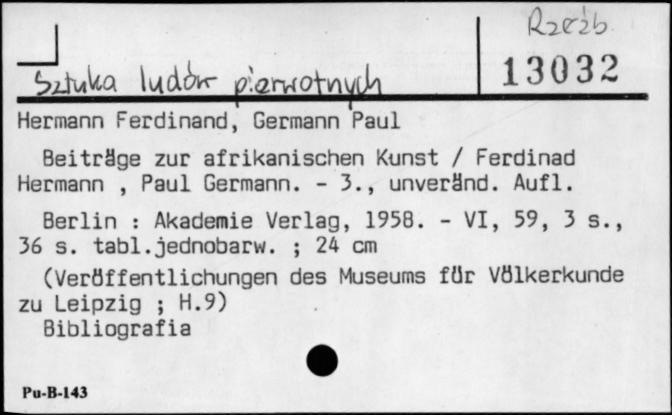 Rzeźb.
13032
Sztuka ludów pierwotnych
Hermann Ferdinand, Germann Paul
Beiträge zur afrikanischen Kunst / Ferdinad
Hermann , Paul Germann. - 3., unveränd. Aufl.
Berlin : Akademie Verlag, 1958. - VI, 59, 3 s.,
36 s. tabl.jednobarw. ; 24 cm
(Veröffentlichungen des Museums für Völkerkunde
zu Leipzig ; H.9)
Bibliografia
Pu-B-143